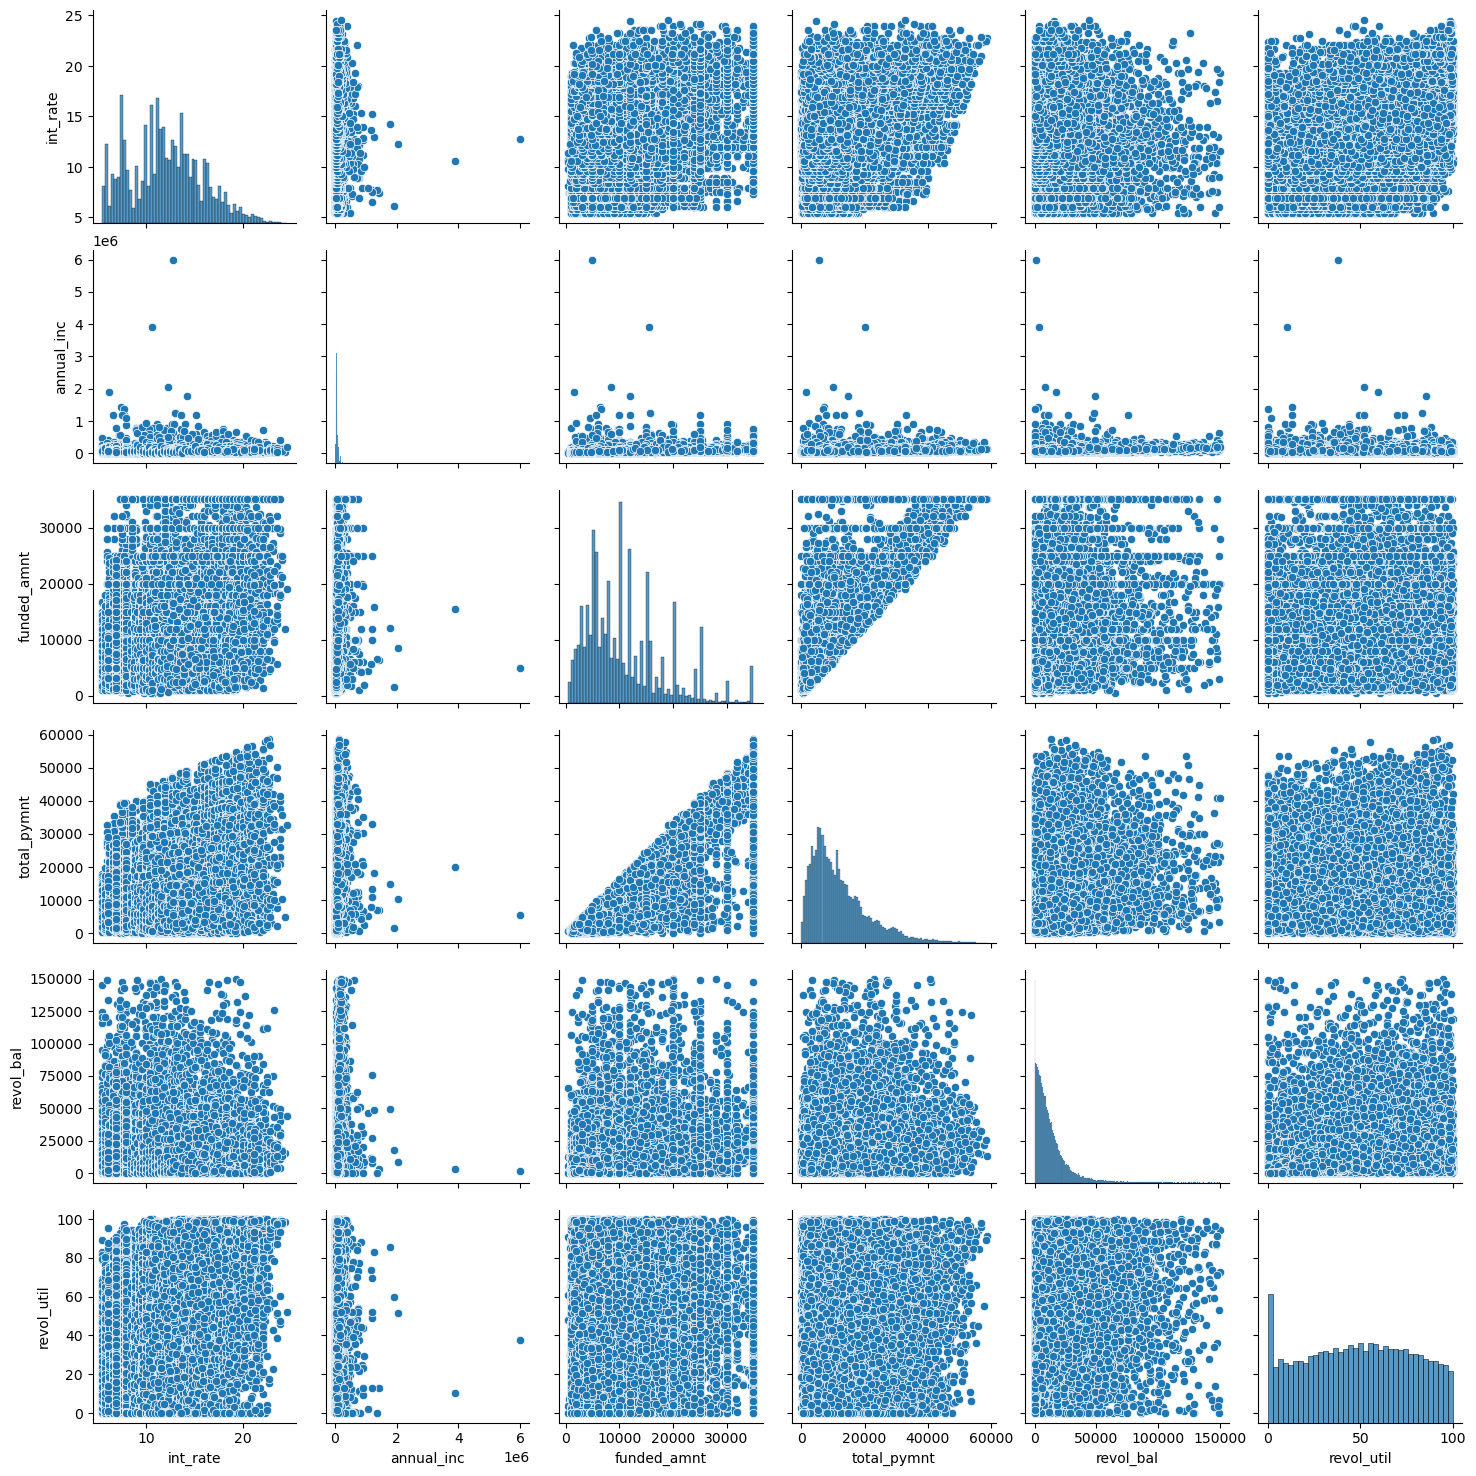 25
20
15
10
5
int_rate
1e6
6
5
4
3
2
1
0
annual_inc
30000
20000
10000
0
funded_amnt
60000
50000
40000
30000
20000
10000
0
total_pymnt
150000
125000
100000
75000
50000
25000
0
revol_bal
100
80
60
40
20
0
revol_util
10 20
int_rate
0 2 4 6
annual_inc 1e6
0 10000 20000 30000
funded_amnt
0 20000 40000 60000
total_pymnt
0 50000 100000 150000
revol_bal
0 50 100
revol_util